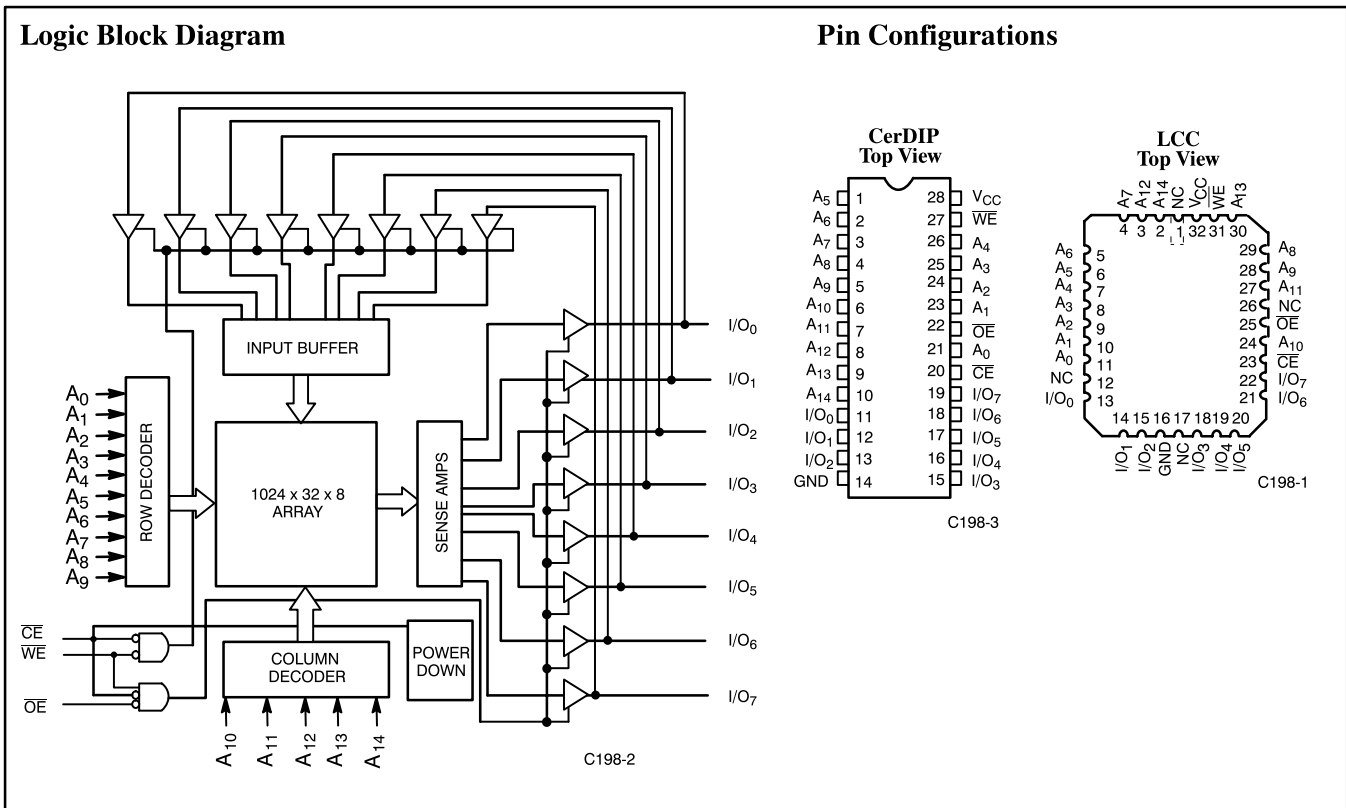 Logic Block Diagram
Pin Configurations
INPUT BUFFER
A0
A1
A2
A3
A4
A5
A6
A7
A8
A9
ROW DECODER
1024 x 32 x 8
ARRAY
SENSE AMPS
I/O0
I/O1
I/O2
I/O3
I/O4
I/O5
I/O6
I/O7
CE
WE
OE
COLUMN
DECODER
POWER
DOWN
A10
A11
A12
A13
A14
C198-2
CerDIP
Top View
A5 1 28 VCC
A6 2 27 WE
A7 3 26 A4
A8 4 25 A3
A9 5 24 A2
A10 6 23 A1
A11 7 22 OE
A12 8 21 A0
A13 9 20 CE
A14 10 19 I/O7
I/O0 11 18 I/O6
I/O1 12 17 I/O5
I/O2 13 16 I/O4
GND 14 15 I/O3
C198-3
LCC
Top View
A7 A12 A14 NC VCC WE A13
4 3 2 1 32 31 30
A6 5 29 A8
A5 6 28 A9
A4 7 27 A11
A3 8 26 NC
A2 9 25 OE
A1 10 24 A10
A0 11 23 CE
NC 12 22 I/O7
I/O0 13 21 I/O6
14 15 16 17 18 19 20
I/O1 I/O2 GND NC I/O3 I/O4 I/O5
C198-1